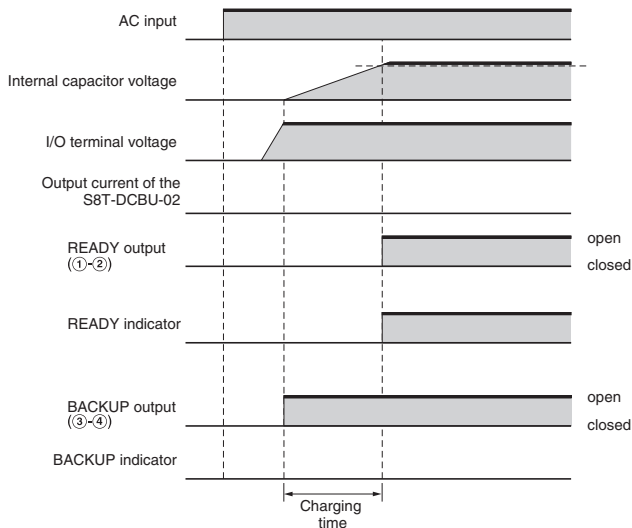 AC input
Internal capacitor voltage
I/O terminal voltage
Output current of the
S8T-DCBU-02
READY output
(①-②)
open
closed
READY indicator
BACKUP output
(③-④)
open
closed
BACKUP indicator
Charging
time